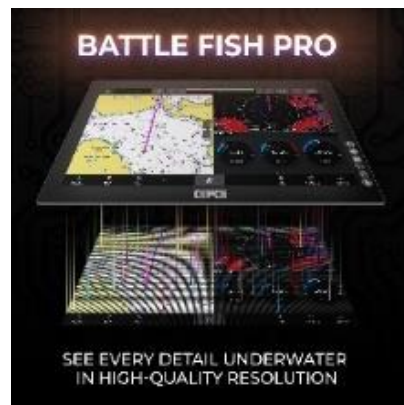 BATTLE FISH PRO
SEE EVERY DETAIL UNDERWATER
IN HIGH-QUALITY RESOLUTION